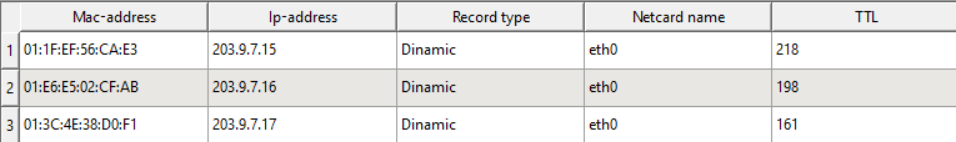 Mac-address Ip-address Record type Netcard name TTL
1 01:1F:EF:56:CA:E3 203.9.7.15 Dinamic eth0 218
2 01:E6:E5:02:CF:AB 203.9.7.16 Dinamic eth0 198
3 01:3C:4E:38:D0:F1 203.9.7.17 Dinamic eth0 161